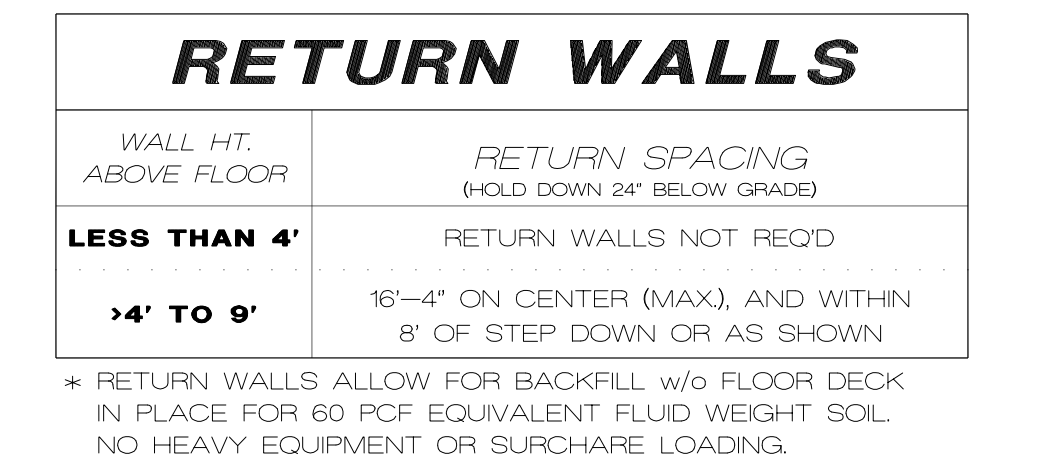 RETURN WALLS
WALL HT.
ABOVE FLOOR
RETURN SPACING
(HOLD DOWN 24" BELOW GRADE)
LESS THAN 4'
RETURN WALLS NOT REQ'D
>4' TO 9'
16'-4" ON CENTER (MAX.), AND WITHIN
8' OF STEP DOWN OR AS SHOWN
* RETURN WALLS ALLOW FOR BACKFILL w/o FLOOR DECK
IN PLACE FOR 60 PCF EQUIVALENT FLUID WEIGHT SOIL.
NO HEAVY EQUIPMENT OR SURCHARE LOADING.